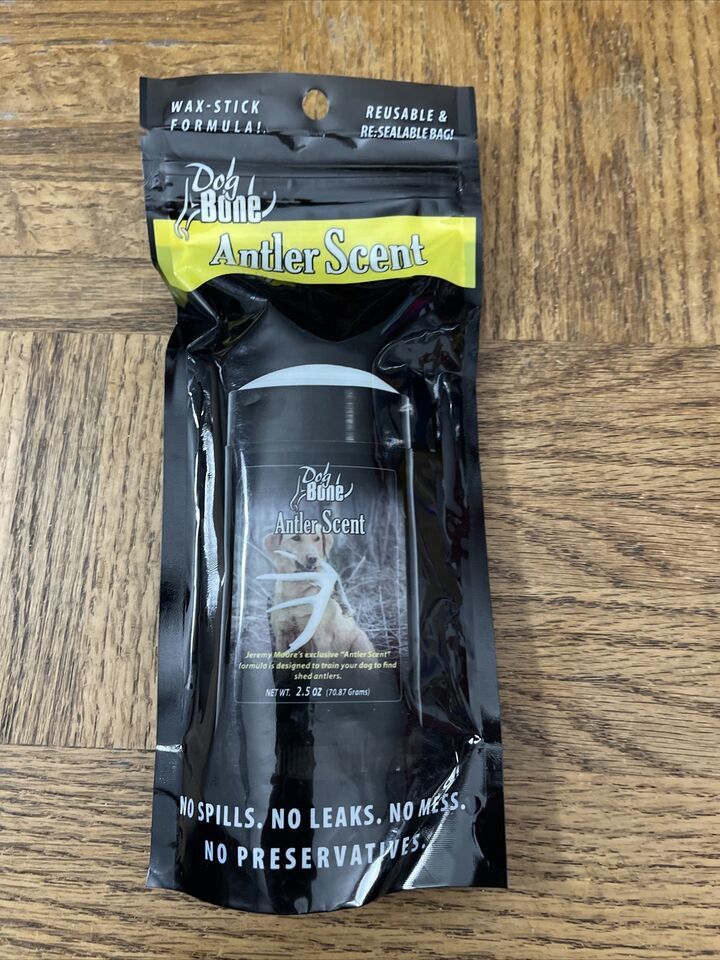 WAX-STICK
FORMULA!
REUSABLE &
RE-SEALABLE BAG!
Dog
Bone
Antler Scent
Dog
Bone
Antler Scent
Jeremy Moore's exclusive "Antler Scent"
formula is designed to train your dog to find
shed antlers.
NET WT. 2.5 OZ (70.87 Grams)
NO SPILLS. NO LEAKS. NO MESS.
NO PRESERVATIVES.